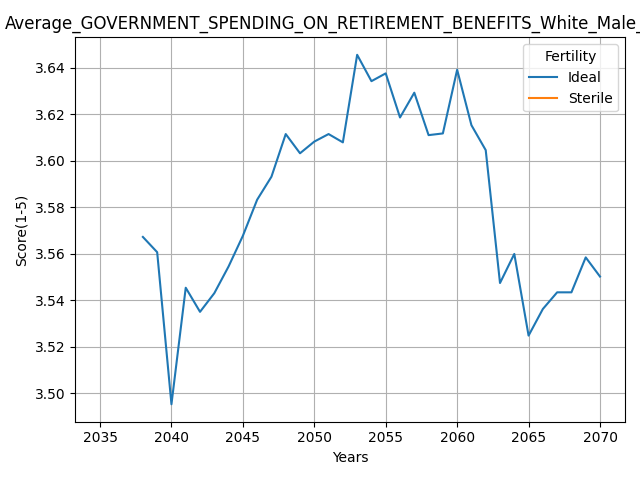 Average_GOVERNMENT_SPENDING_ON_RETIREMENT_BENEFITS_White_Male_
Fertility
Ideal
Sterile
Score(1-5)
3.64
3.62
3.60
3.58
3.56
3.54
3.52
3.50
2035 2040 2045 2050 2055 2060 2065 2070
Years